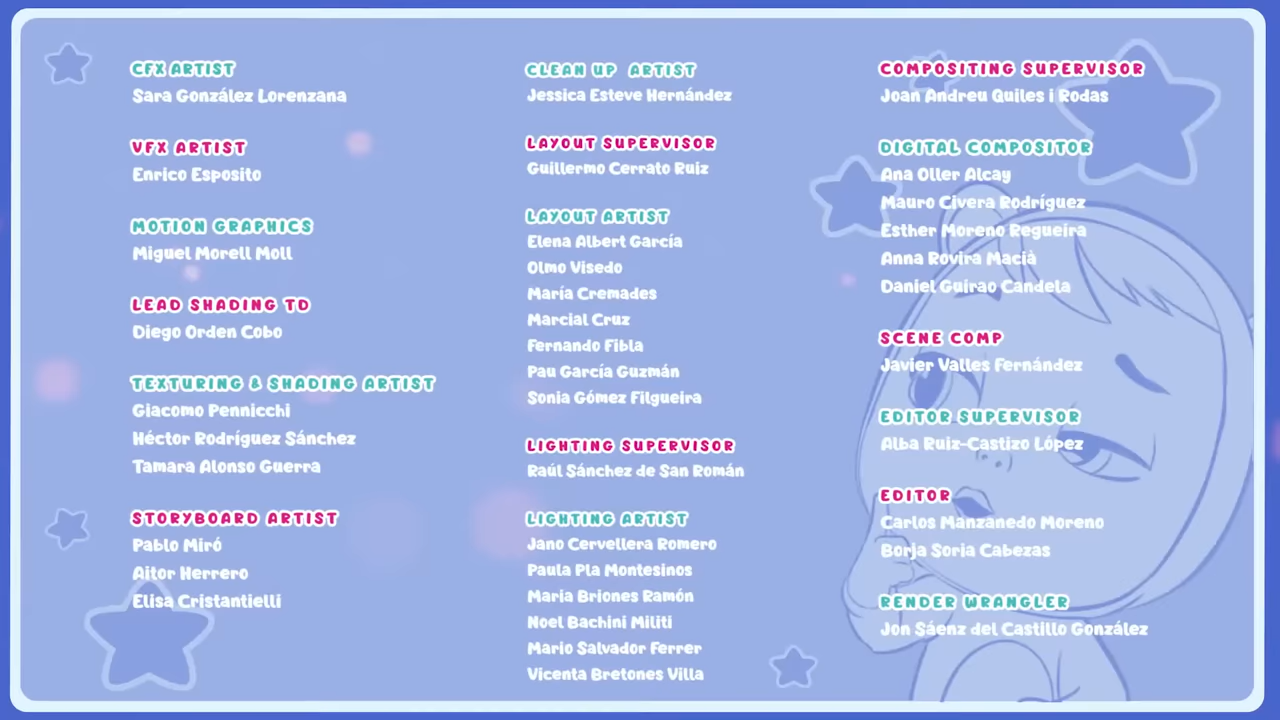 CFX ARTIST
Sara González Lorenzana
VFX ARTIST
Enrico Esposito
MOTION GRAPHICS
Miguel Morell Moll
LEAD SHADING TD
Diego Orden Cobo
TEXTURING & SHADING ARTIST
Giacomo Pennicchi
Héctor Rodríguez Sánchez
Tamara Alonso Guerra
STORYBOARD ARTIST
Pablo Miró
Aitor Herrero
Elisa Cristantielli
CLEAN UP ARTIST
Jessica Esteve Hernández
LAYOUT SUPERVISOR
Guillermo Cerrato Ruiz
LAYOUT ARTIST
Elena Albert García
Olmo Visedo
María Cremades
Marcial Cruz
Fernando Fibla
Pau García Guzmán
Sonia Gómez Filgueira
LIGHTING SUPERVISOR
Raúl Sánchez de San Román
LIGHTING ARTIST
Jano Cervellera Romero
Paula Pla Montesinos
Maria Briones Ramón
Noel Bachini Militi
Mario Salvador Ferrer
Vicenta Bretones Villa
COMPOSITING SUPERVISOR
Joan Andreu Quiles i Rodas
DIGITAL COMPOSITOR
Ana Oller Alcay
Mauro Civera Rodríguez
Esther Moreno Regueira
Anna Rovira Macià
Daniel Guirao Candela
SCENE COMP
Javier Valles Fernández
EDITOR SUPERVISOR
Alba Ruiz-Castizo López
EDITOR
Carlos Manzanedo Moreno
Borja Soria Cabezas
RENDER WRANGLER
Jon Sáenz del Castillo González